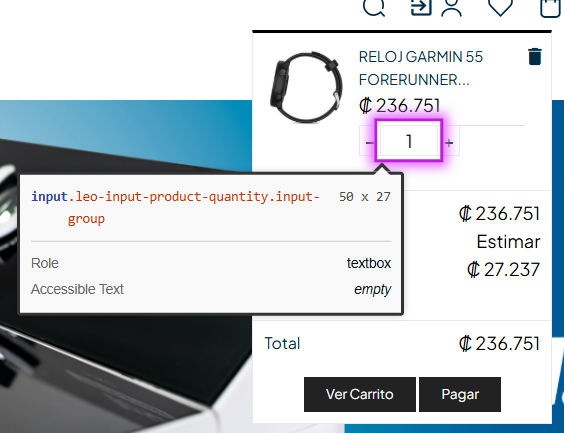 RELOJ GARMIN 55
FORERUNNER...
₡ 236.751
- 1 +
input.leo-input-product-quantity.input-group 50 x 27
Role textbox
Accessible Text empty
₡ 236.751
Estimar
₡ 27.237
Total ₡ 236.751
Ver Carrito Pagar